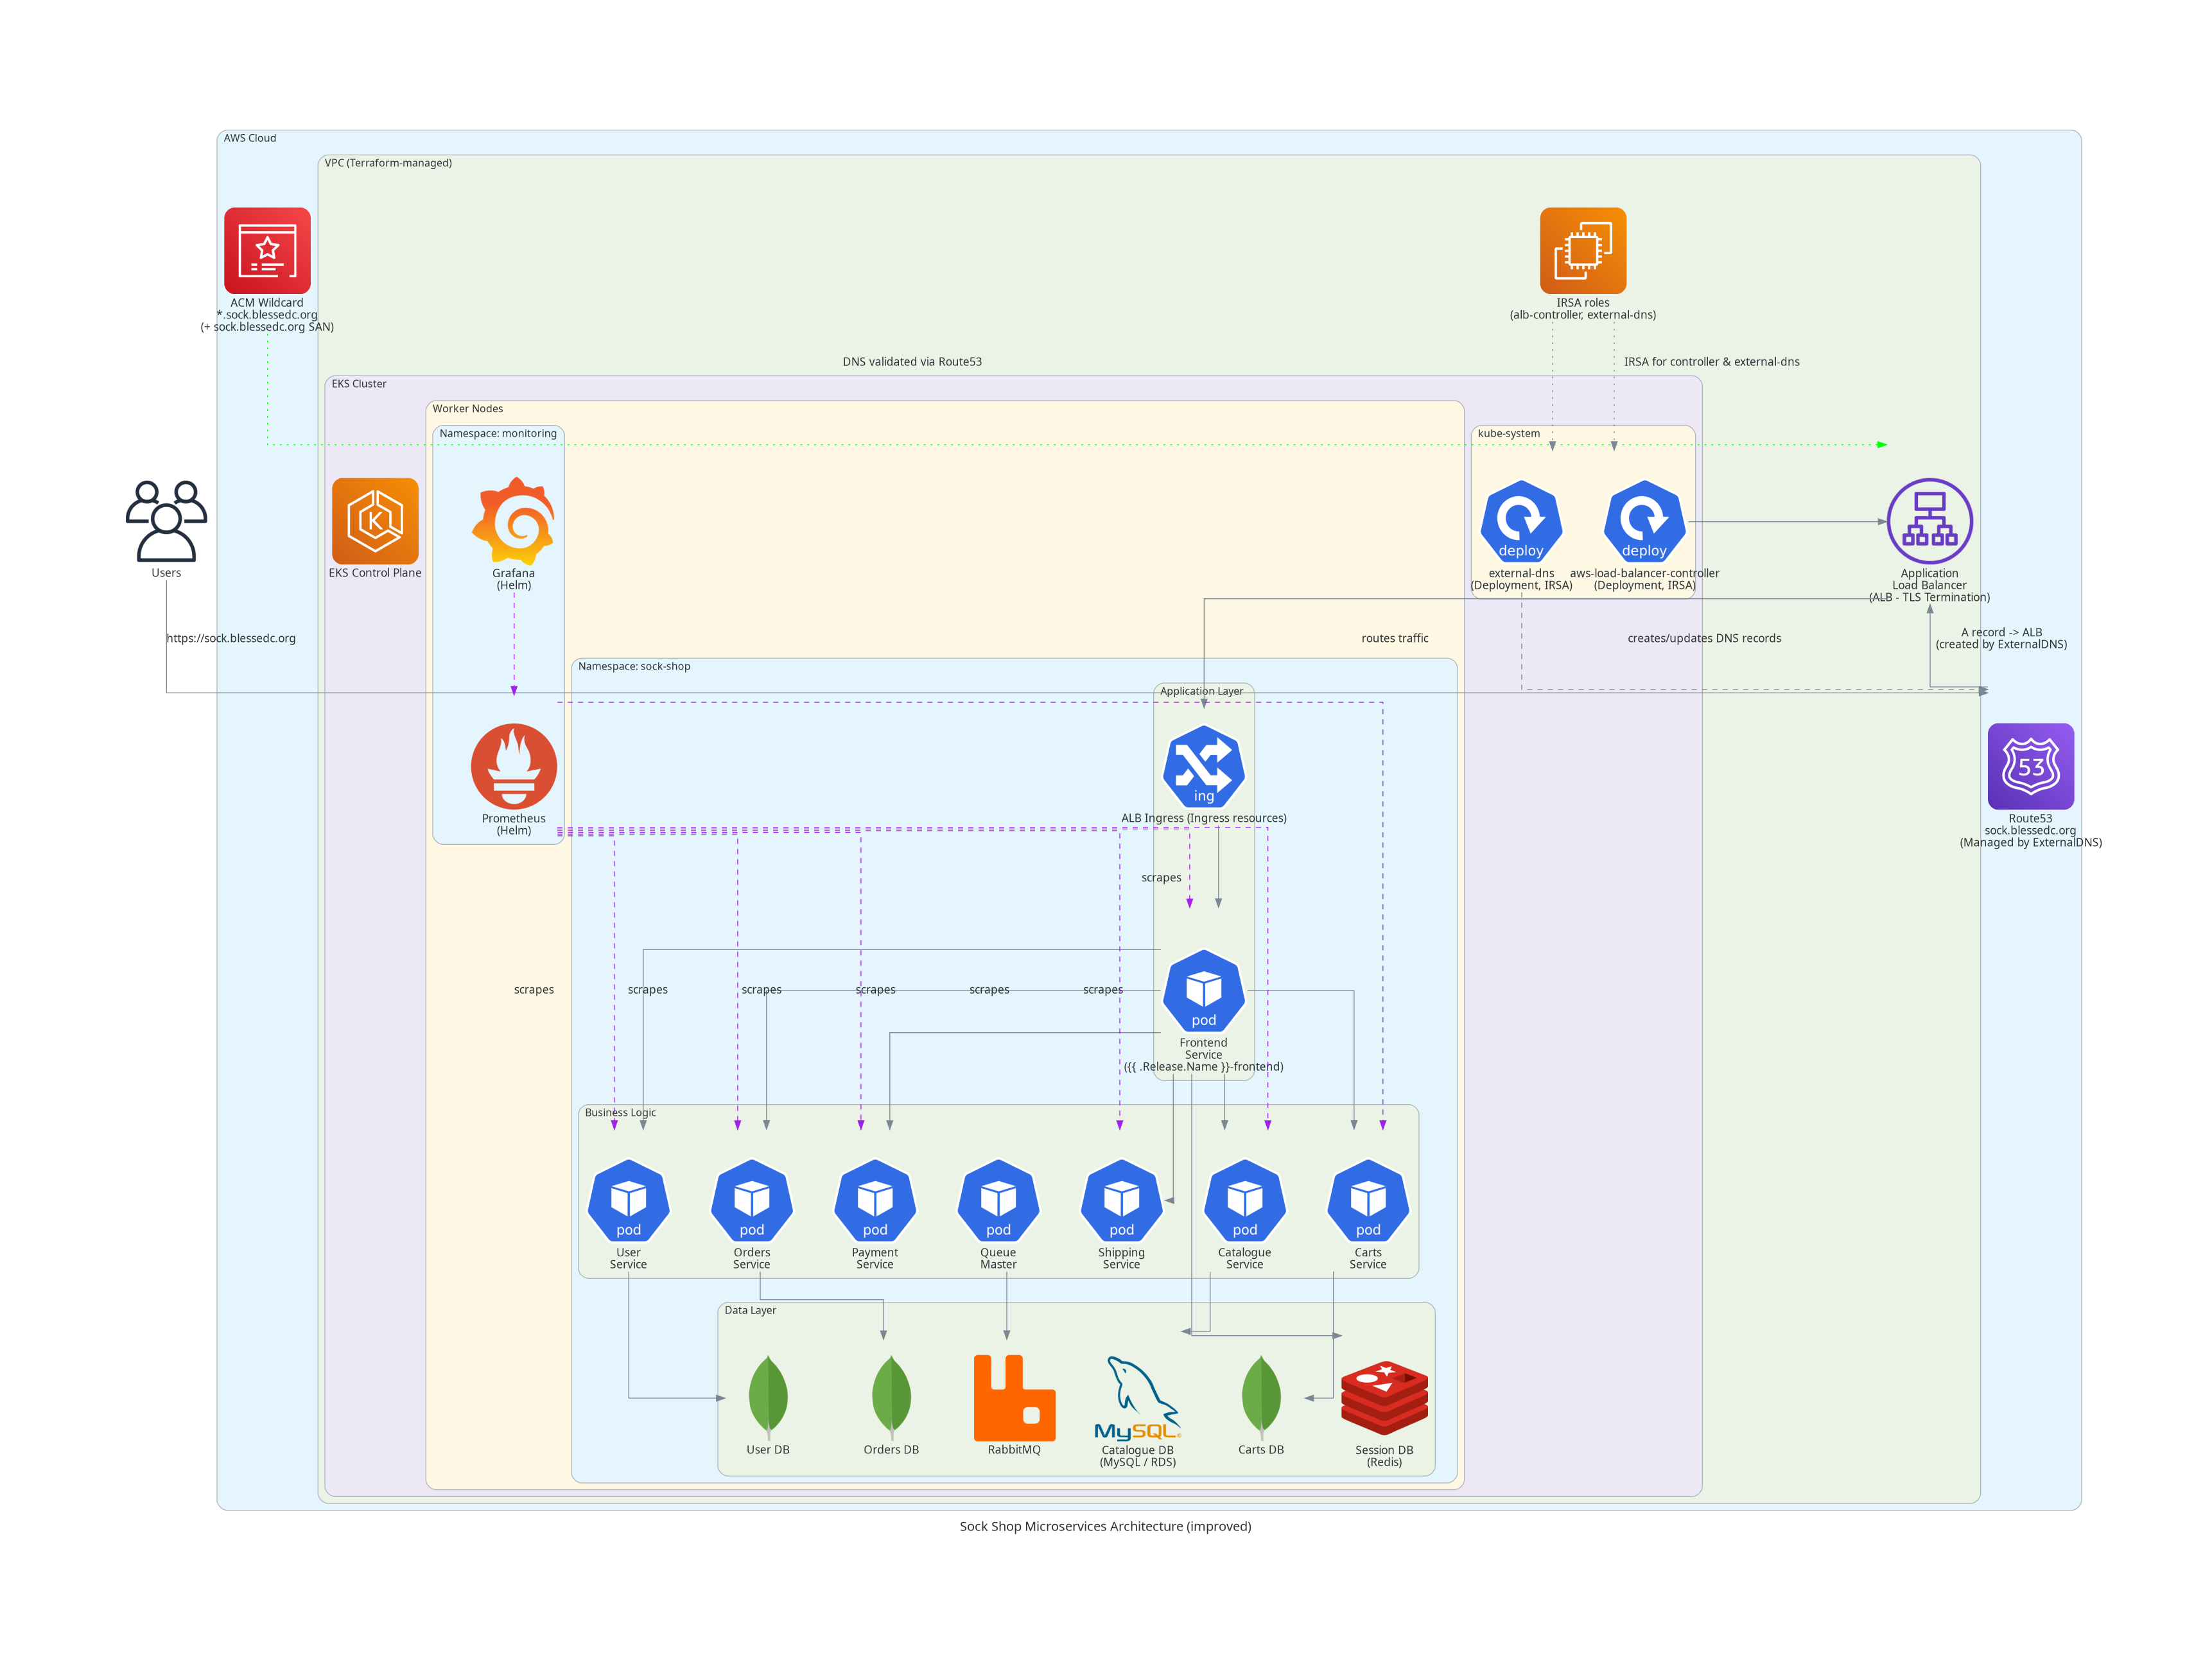 AWS Cloud
VPC (Terraform-managed)
ACM Wildcard
*.sock.blessedc.org
(+ sock.blessedc.org SAN)
IRSA roles
(alb-controller, external-dns)
DNS validated via Route53
IRSA for controller & external-dns
EKS Cluster
Worker Nodes
Namespace: monitoring
kube-system
Users
EKS Control Plane
Grafana
(Helm)
deploy
external-dns
(Deployment, IRSA)
deploy
aws-load-balancer-controller
(Deployment, IRSA)
Application
Load Balancer
(ALB - TLS Termination)
https://sock.blessedc.org
routes traffic
creates/updates DNS records
A record -> ALB
(created by ExternalDNS)
Namespace: sock-shop
Application Layer
Prometheus
(Helm)
ing
ALB Ingress (Ingress resources)
53
Route53
sock.blessedc.org
(Managed by ExternalDNS)
scrapes
scrapes
scrapes
scrapes
scrapes
scrapes
scrapes
pod
Frontend
Service
({{ .Release.Name }}-frontend)
Business Logic
pod
User
Service
pod
Orders
Service
pod
Payment
Service
pod
Queue
Master
pod
Shipping
Service
pod
Catalogue
Service
pod
Carts
Service
Data Layer
User DB
Orders DB
RabbitMQ
MySQL®
Catalogue DB
(MySQL / RDS)
Carts DB
Session DB
(Redis)
Sock Shop Microservices Architecture (improved)